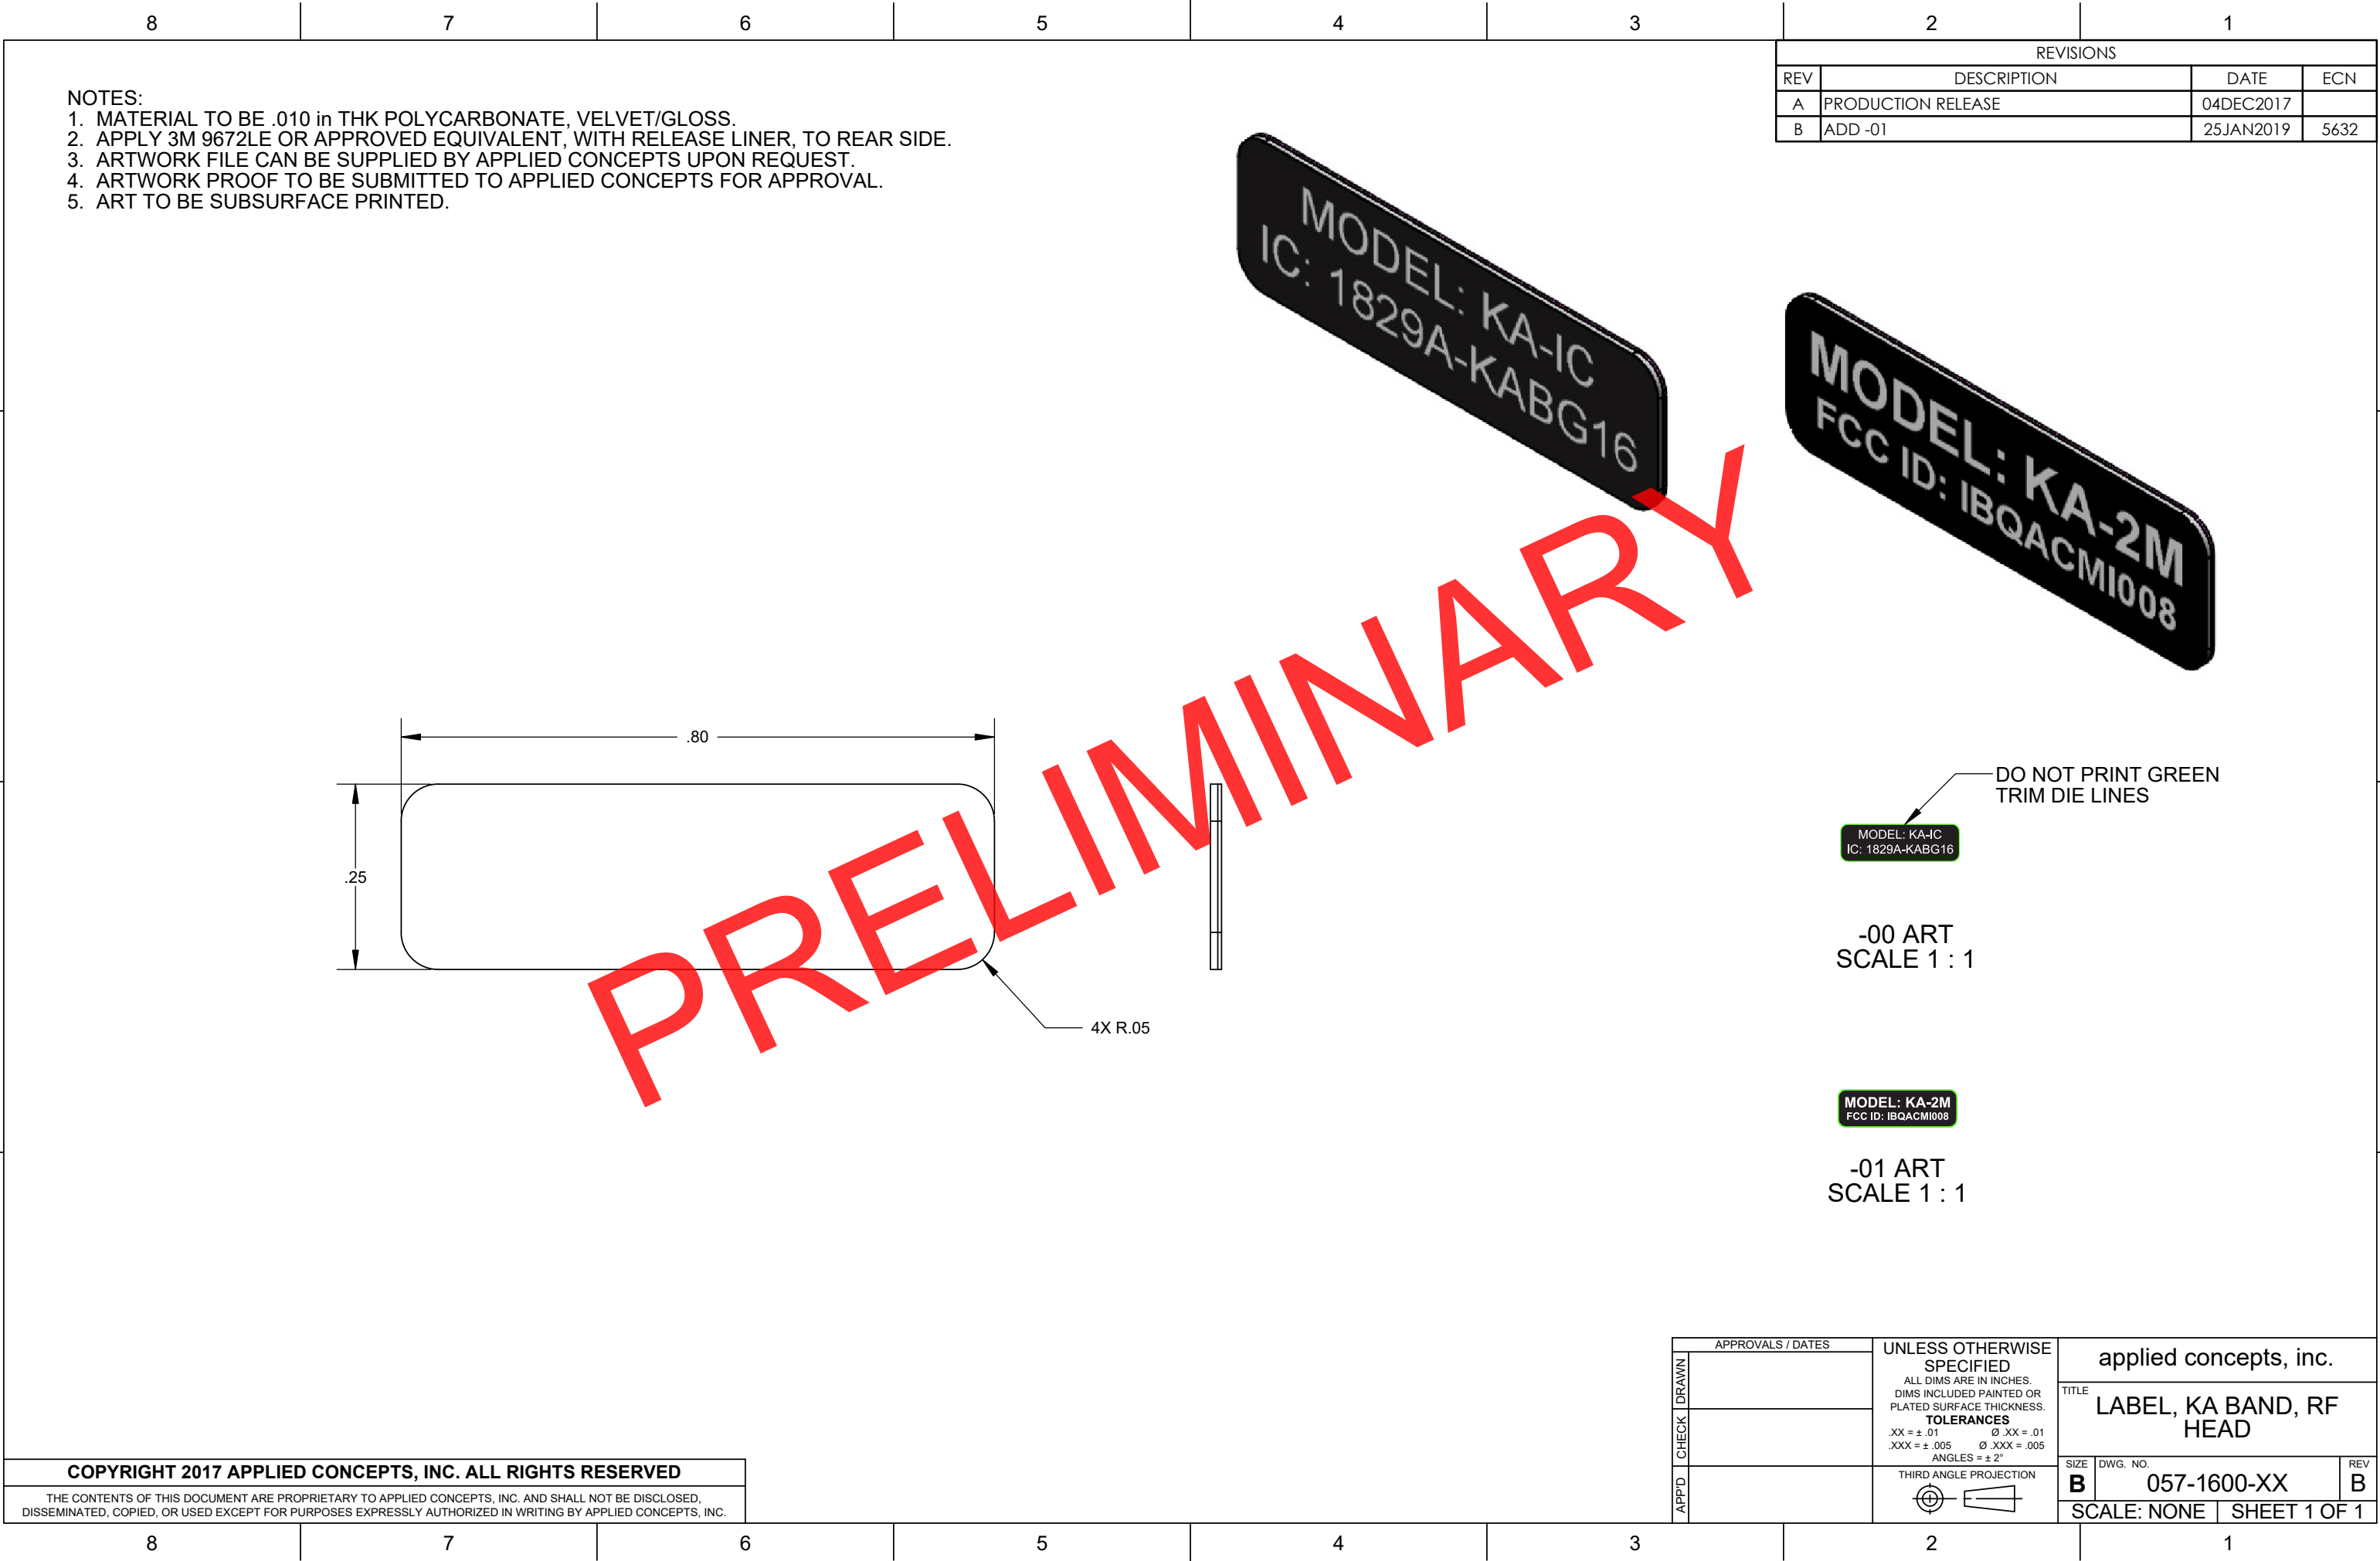 8 7 6 5 4 3 2 1
REVISIONS
REV DESCRIPTION DATE ECN
A PRODUCTION RELEASE 04DEC2017
B ADD -01 25JAN2019 5632
NOTES:
1. MATERIAL TO BE .010 in THK POLYCARBONATE, VELVET/GLOSS.
2. APPLY 3M 9672LE OR APPROVED EQUIVALENT, WITH RELEASE LINER, TO REAR SIDE.
3. ARTWORK FILE CAN BE SUPPLIED BY APPLIED CONCEPTS UPON REQUEST.
4. ARTWORK PROOF TO BE SUBMITTED TO APPLIED CONCEPTS FOR APPROVAL.
5. ART TO BE SUBSURFACE PRINTED.
MODEL: KA-IC
IC: 1829A-KABG16
MODEL: KA-2M
FCC ID: IBQACMI008
PRELIMINARY
.80
.25
4X R.05
DO NOT PRINT GREEN
TRIM DIE LINES
MODEL: KA-IC
IC: 1829A-KABG16
-00 ART
SCALE 1 : 1
MODEL: KA-2M
FCC ID: IBQACMI008
-01 ART
SCALE 1 : 1
APPROVALS / DATES
DRAWN
CHECK
APP'D
UNLESS OTHERWISE
SPECIFIED
ALL DIMS ARE IN INCHES.
DIMS INCLUDED PAINTED OR
PLATED SURFACE THICKNESS.
TOLERANCES
.XX = ± .01 Ø .XX = .01
.XXX = ± .005 Ø .XXX = .005
ANGLES = ± 2°
THIRD ANGLE PROJECTION
applied concepts, inc.
TITLE
LABEL, KA BAND, RF
HEAD
SIZE DWG. NO. REV
B 057-1600-XX B
SCALE: NONE SHEET 1 OF 1
COPYRIGHT 2017 APPLIED CONCEPTS, INC. ALL RIGHTS RESERVED
THE CONTENTS OF THIS DOCUMENT ARE PROPRIETARY TO APPLIED CONCEPTS, INC. AND SHALL NOT BE DISCLOSED,
DISSEMINATED, COPIED, OR USED EXCEPT FOR PURPOSES EXPRESSLY AUTHORIZED IN WRITING BY APPLIED CONCEPTS, INC.
8 7 6 5 4 3 2 1